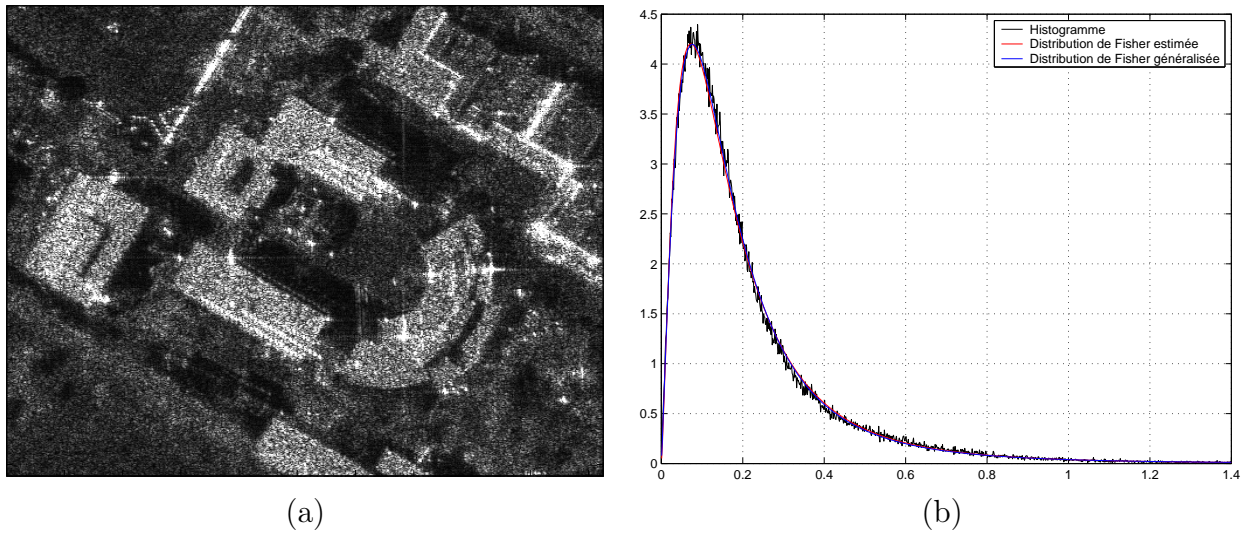 4.5
4
3.5
3
2.5
2
1.5
1
0.5
0
0 0.2 0.4 0.6 0.8 1 1.2 1.4
Histogramme
Distribution de Fisher estimée
Distribution de Fisher généralisée
(a) (b)